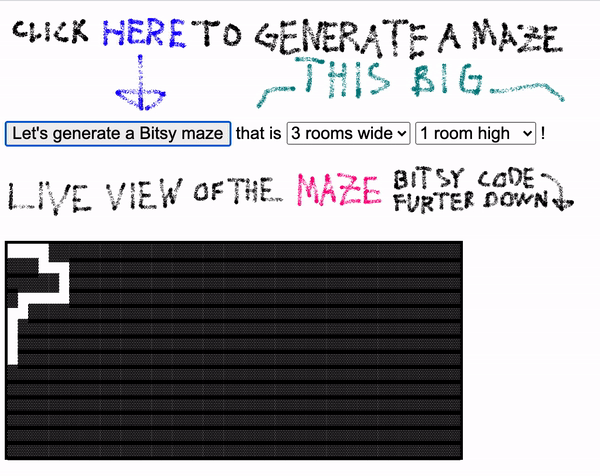 CLICK HERE TO GENERATE A MAZE
THIS BIG
Let's generate a Bitsy maze that is 3 rooms wide 1 room high !
LIVE VIEW OF THE MAZE BITSY CODE
FURTER DOWN